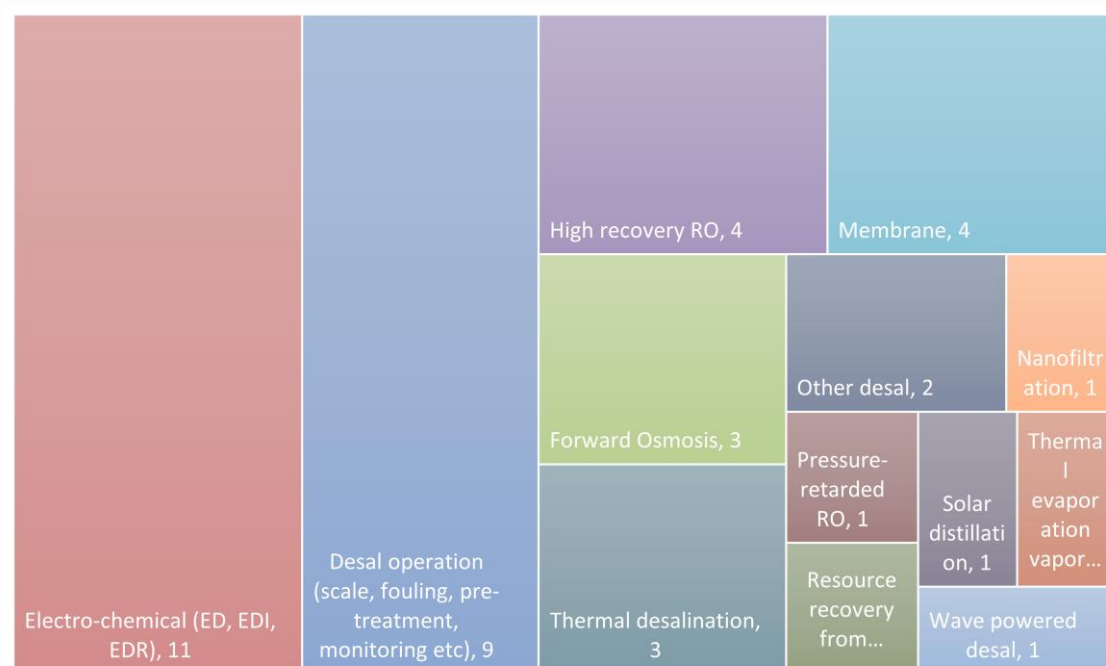 Electro-chemical (ED, EDI,
EDR), 11
Desal operation
(scale, fouling, pre-
treatment,
monitoring etc), 9
High recovery RO, 4
Membrane, 4
Forward Osmosis, 3
Thermal desalination,
3
Other desal, 2
Nanofiltr
ation, 1
Pressure-
retarded
RO, 1
Resource
recovery
from...
Solar
distillati
on, 1
Therma
l
evapor
ation
vapor...
Wave powered
desal, 1